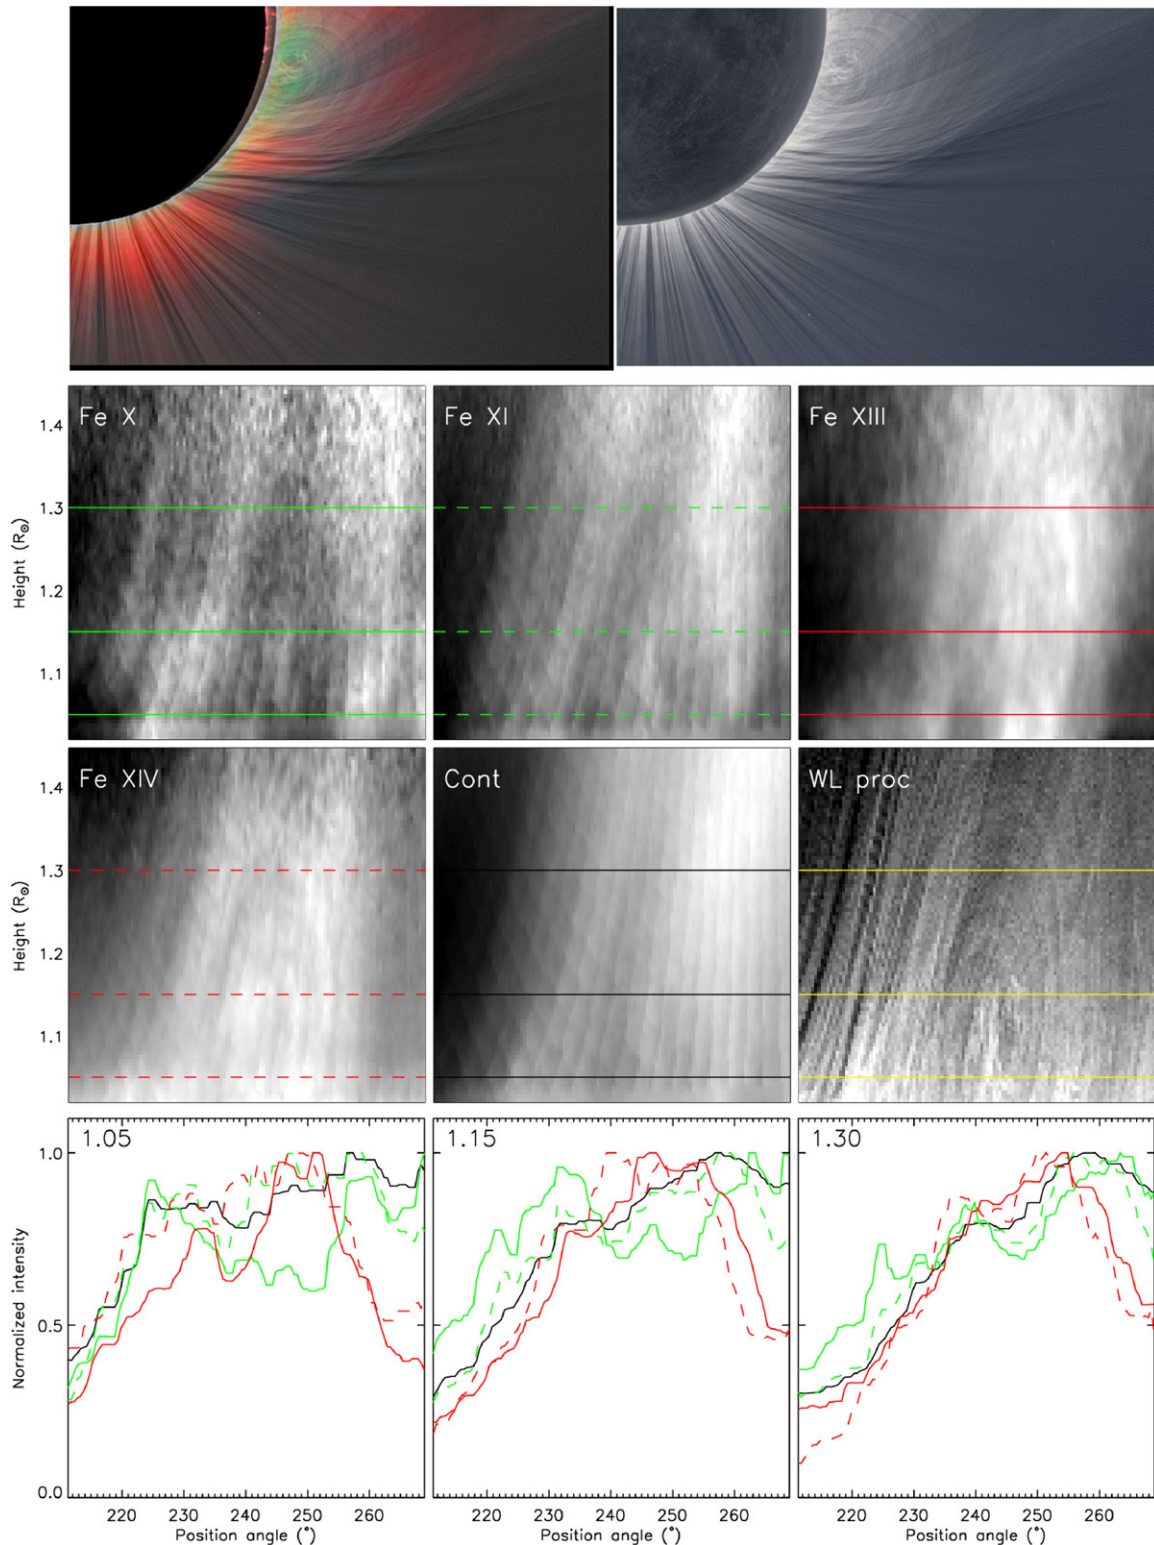 Fe X
Fe XI
Fe XIII
1.4
1.3
1.2
1.1
Height (R⊙)
Fe XIV
Cont
WL proc
1.4
1.3
1.2
1.1
Height (R⊙)
1.05
1.15
1.30
1.0
0.5
0.0
Normalized intensity
220 230 240 250 260
220 230 240 250 260
220 230 240 250 260
Position angle (°)
Position angle (°)
Position angle (°)